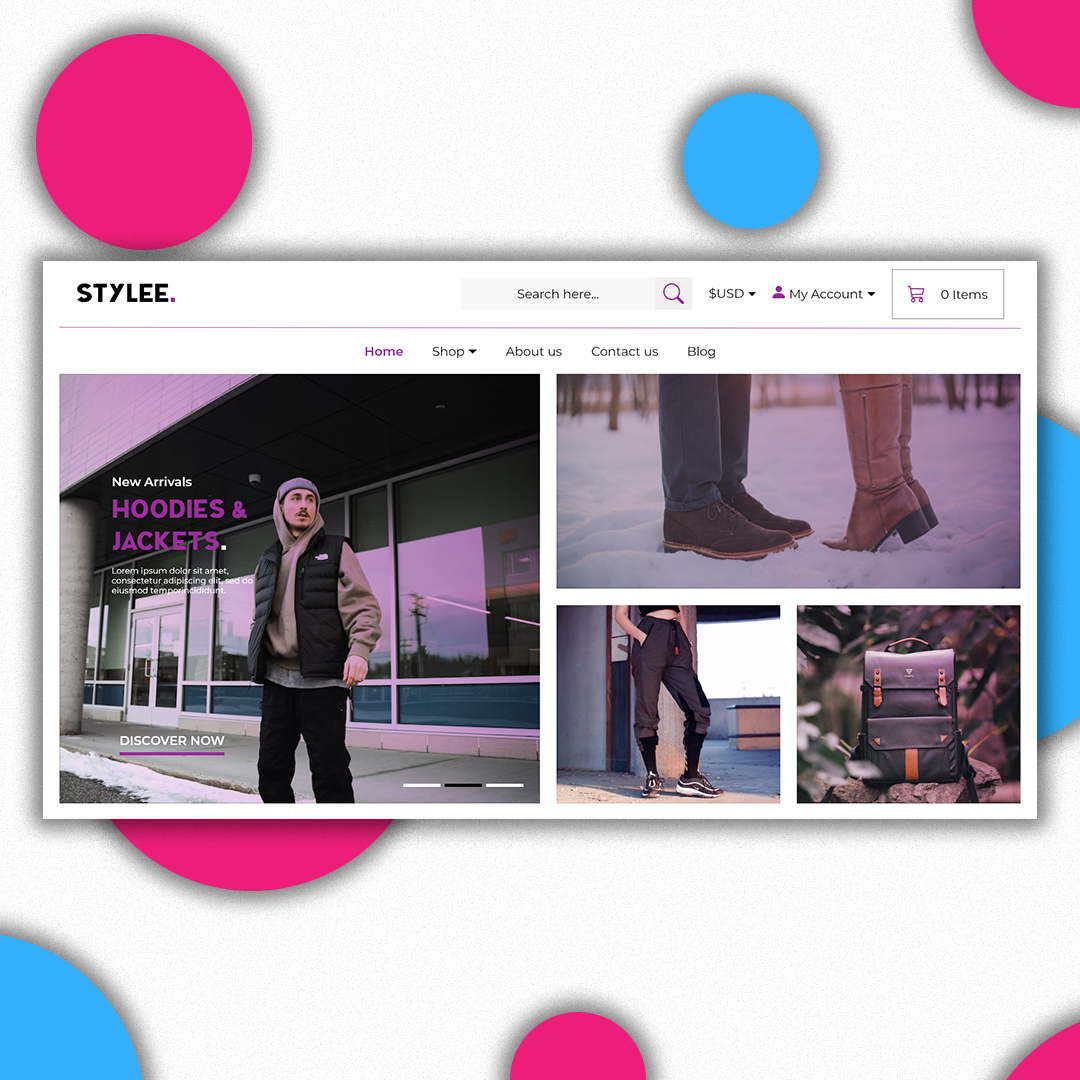 STYLEE.
Search here...
$USD
My Account
0 Items
Home
Shop
About us
Contact us
Blog
New Arrivals
HOODIES &
JACKETS.
Lorem ipsum dolor sit amet,
consectetur adipiscing elit, sed do
eiusmod temporincididunt.
DISCOVER NOW